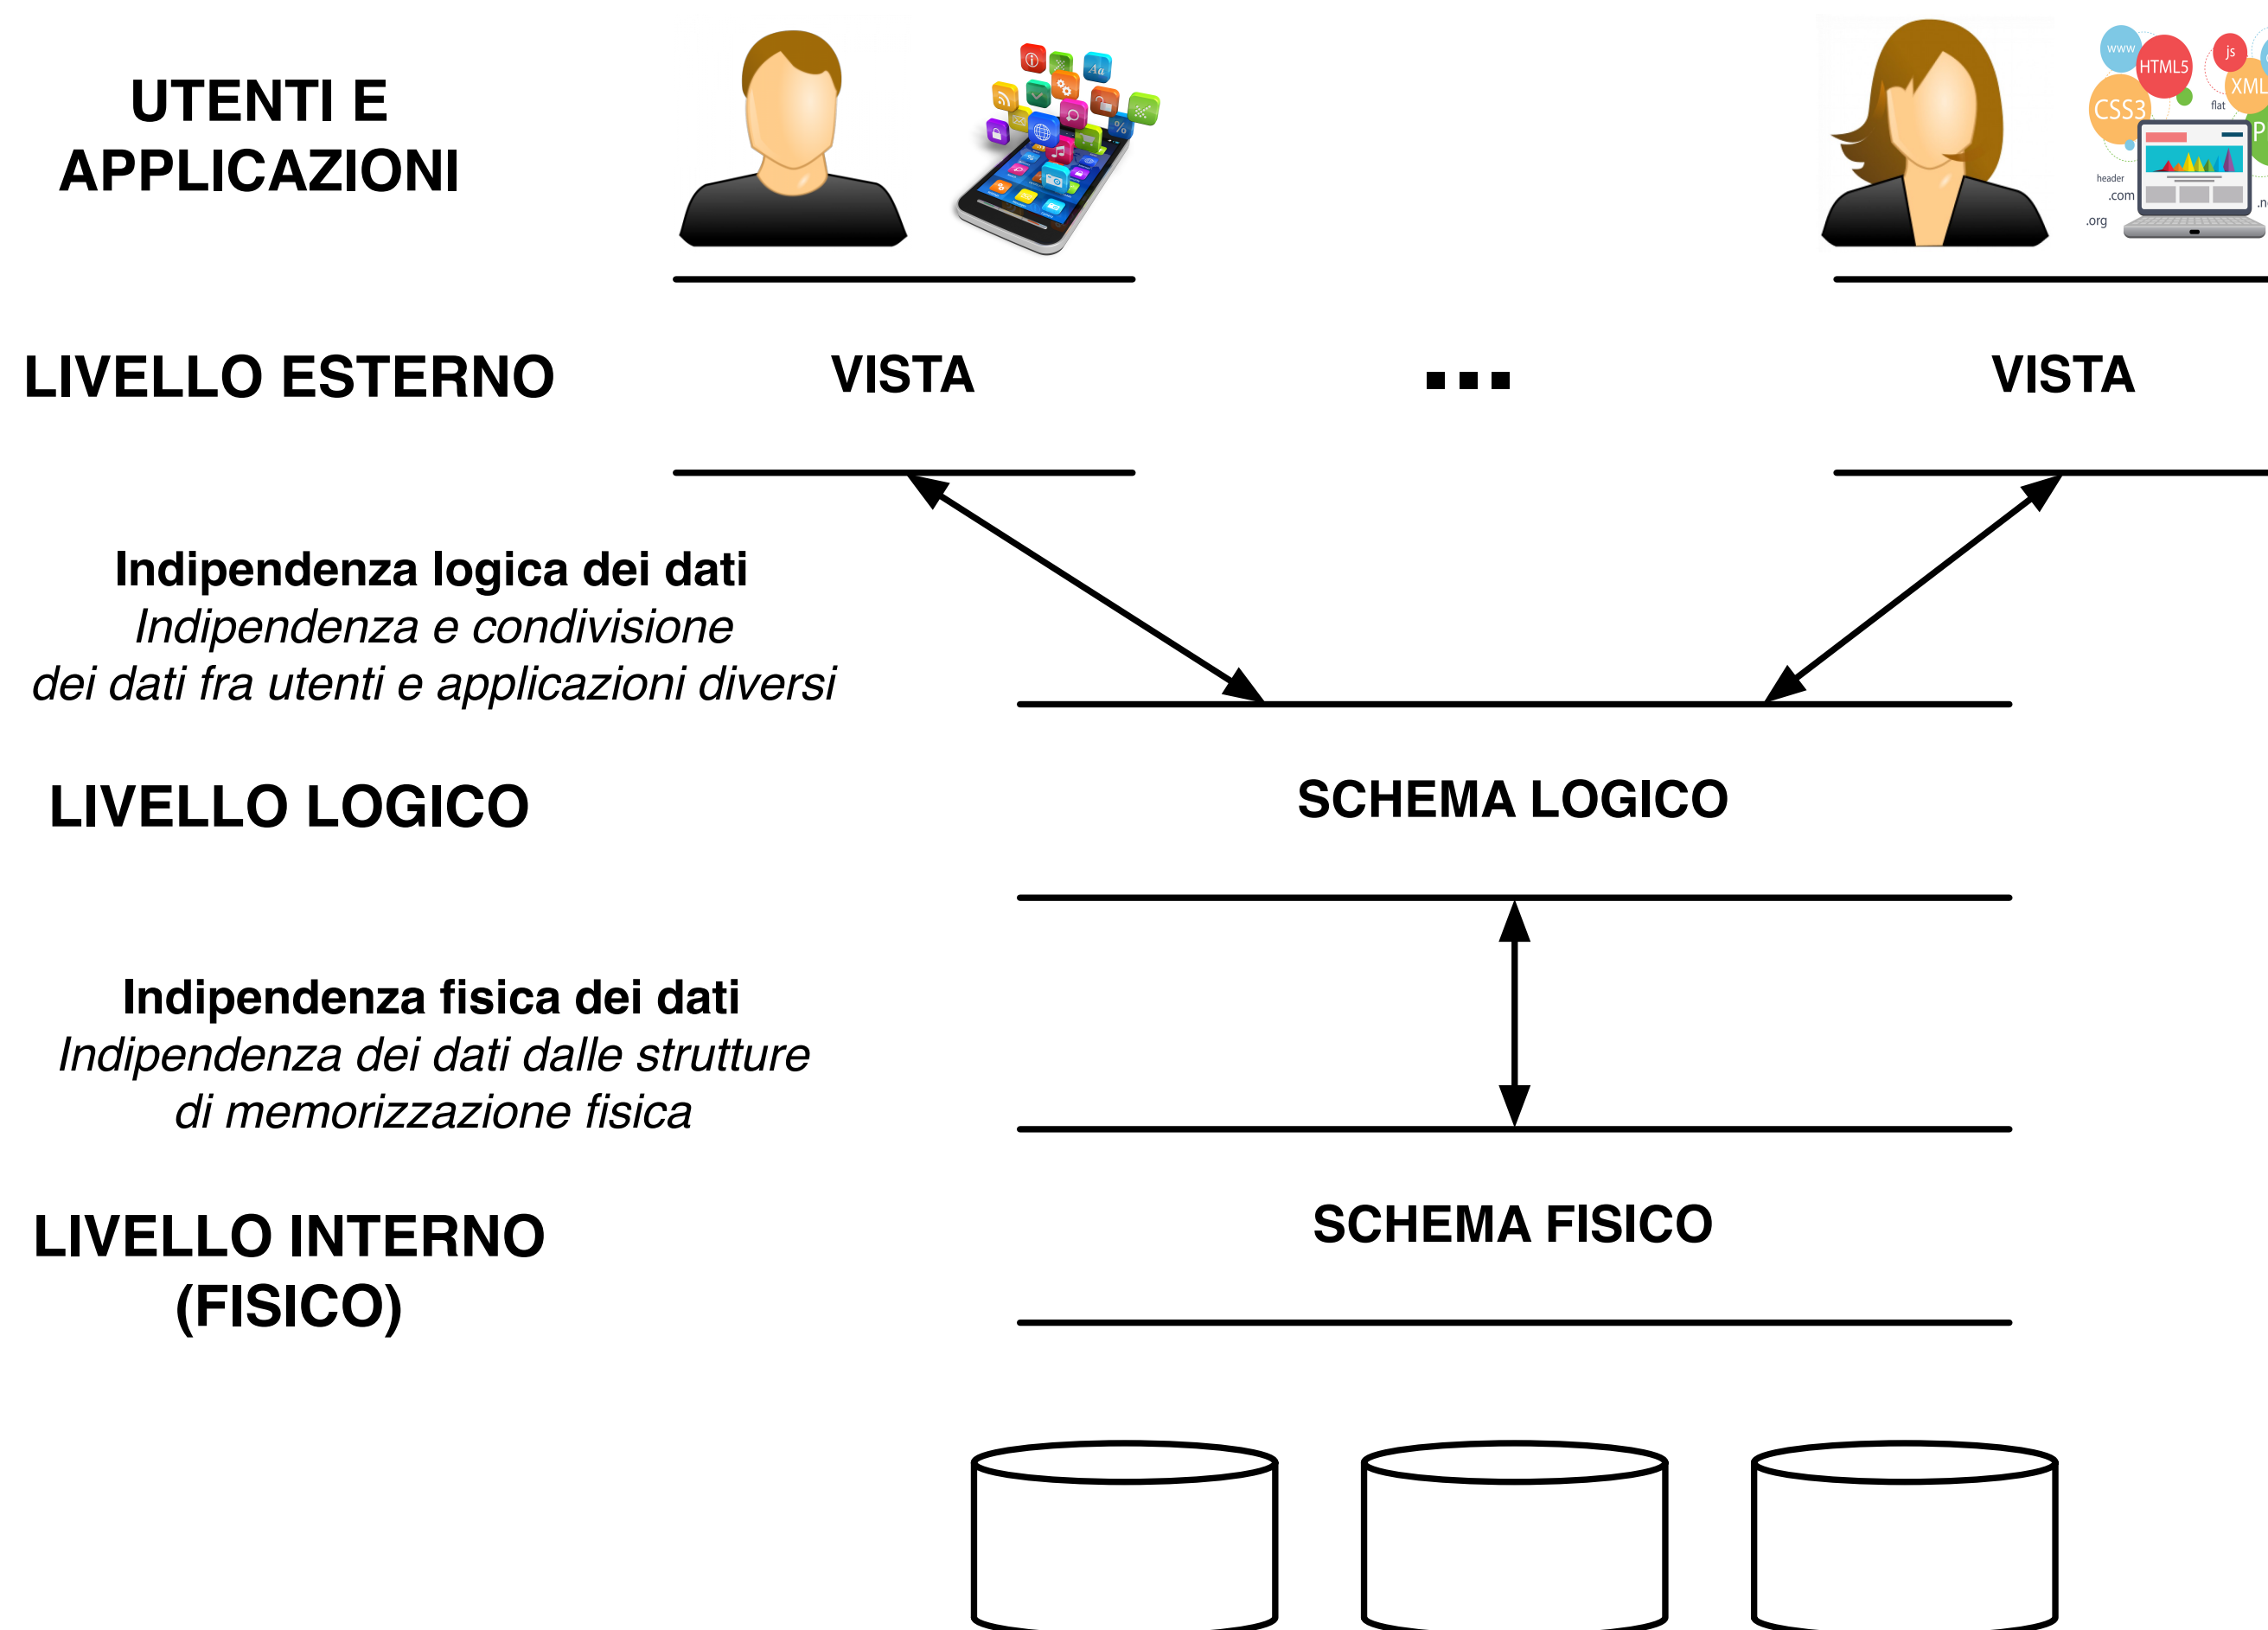 UTENTI E
APPLICAZIONI
www
HTML5
js
XML
CSS3
flat
P
header
.com
.org
Aa
%
LIVELLO ESTERNO
VISTA
...
VISTA
Indipendenza logica dei dati
Indipendenza e condivisione
dei dati fra utenti e applicazioni diversi
LIVELLO LOGICO
SCHEMA LOGICO
Indipendenza fisica dei dati
Indipendenza dei dati dalle strutture
di memorizzazione fisica
LIVELLO INTERNO
(FISICO)
SCHEMA FISICO